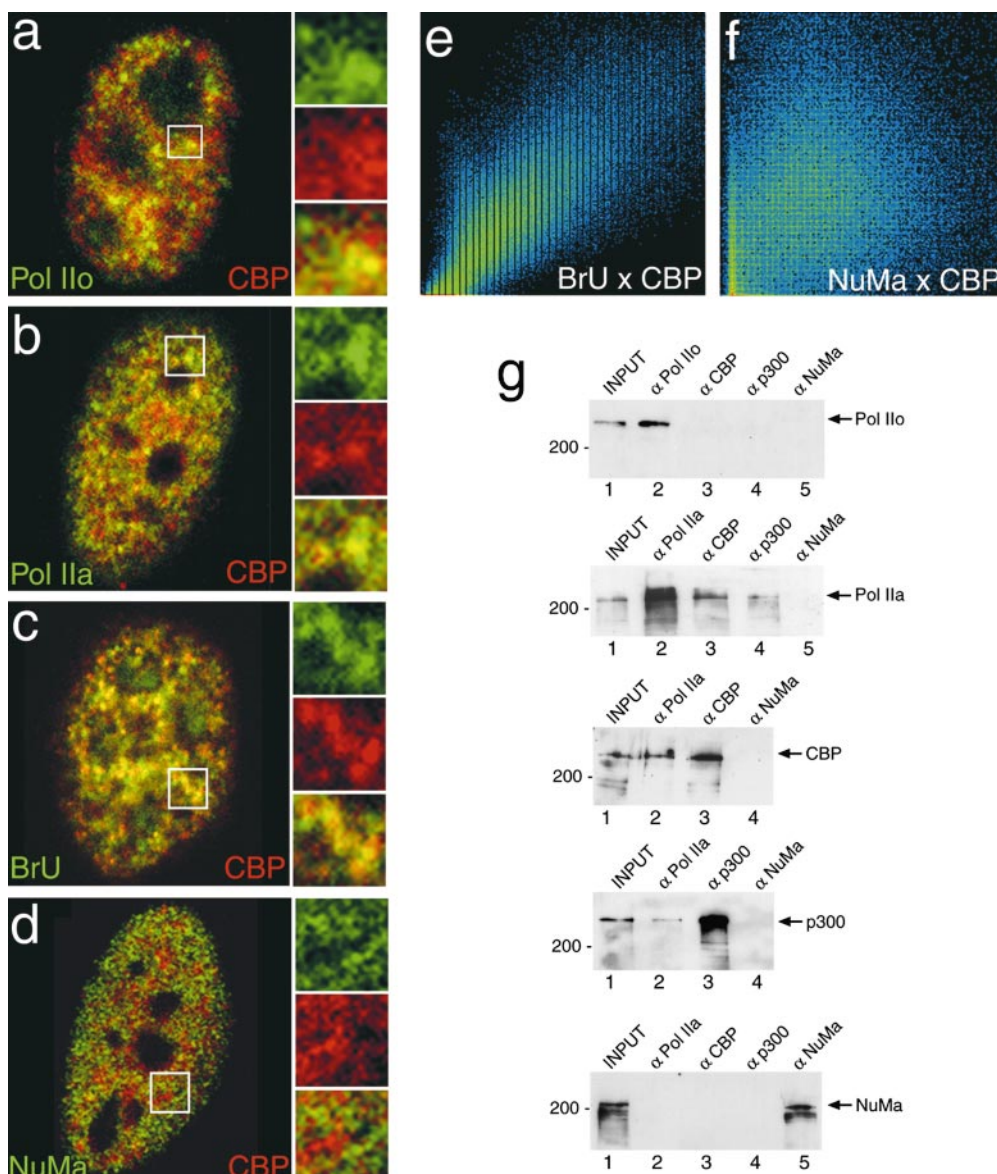 a
Pol IIo CBP
b
Pol IIa CBP
c
BrU CBP
d
NuMa CBP
e
BrU x CBP
f
NuMa x CBP
g
INPUT α Pol IIo α CBP α p300 α NuMa
200 -
Pol IIo
1 2 3 4 5
INPUT α Pol IIa α CBP α p300 α NuMa
200 -
Pol IIa
1 2 3 4 5
INPUT α Pol IIa α CBP α NuMa
200 -
CBP
1 2 3 4
INPUT α Pol IIa α p300 α NuMa
200 -
p300
1 2 3 4
INPUT α Pol IIa α CBP α p300 α NuMa
200 -
NuMa
1 2 3 4 5